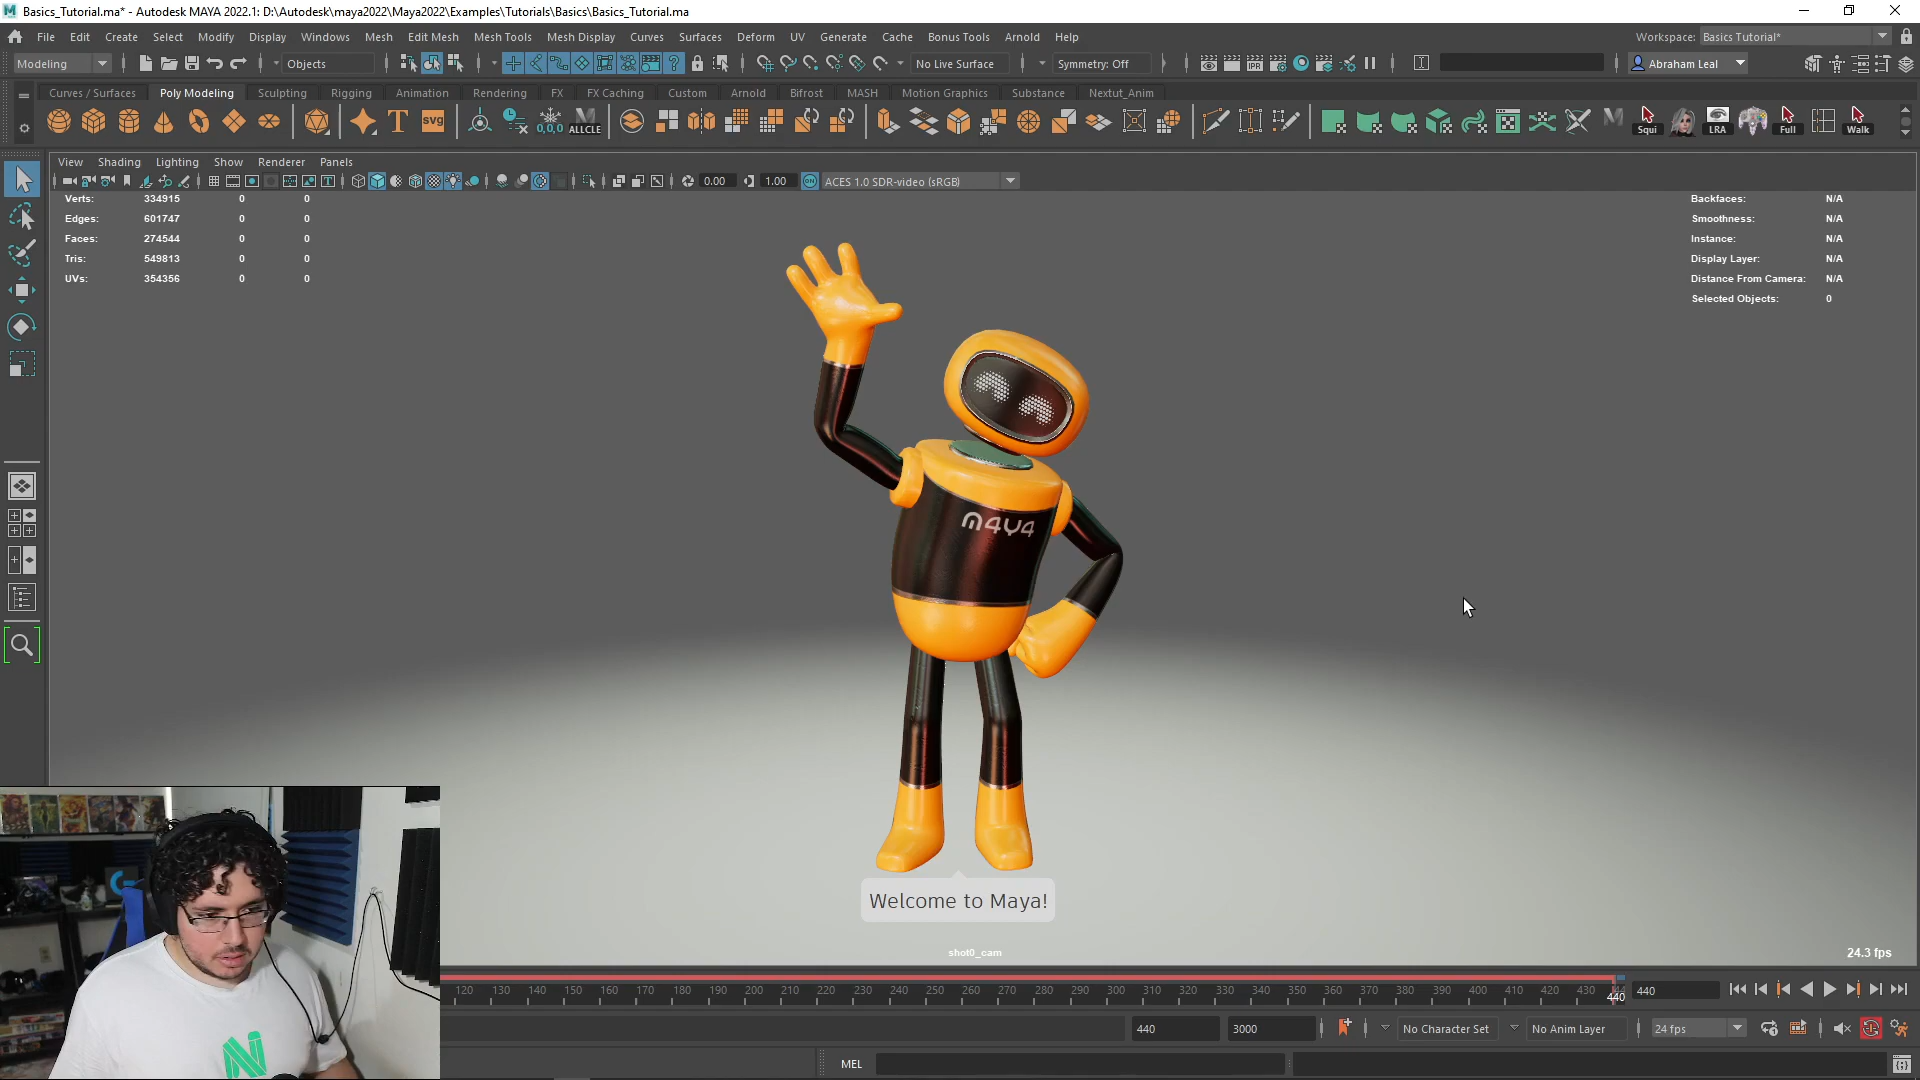 Basics_Tutorial.ma* - Autodesk MAYA 2022.1: D:\Autodesk\maya2022\Maya2022\Examples\Tutorials\Basics\Basics_Tutorial.ma
File Edit Create Select Modify Display Windows Mesh Edit Mesh Mesh Tools Mesh Display Curves Surfaces Deform UV Generate Cache Bonus Tools Arnold Help Workspace: Basics Tutorial*
Modeling Objects No Live Surface Symmetry: Off IPR Abraham Leal
Curves / Surfaces Poly Modeling Sculpting Rigging Animation Rendering FX FX Caching Custom Arnold Bifrost MASH Motion Graphics Substance Nextut_Anim
T svg 0,0,0 ALLCLE Squi LRA Full Walk
View Shading Lighting Show Renderer Panels
0.00 1.00 ON ACES 1.0 SDR-video (sRGB)
Verts: 334915 0 0
Edges: 601747 0 0
Faces: 274544 0 0
Tris: 549813 0 0
UVs: 354356 0 0
Backfaces: N/A
Smoothness: N/A
Instance: N/A
Display Layer: N/A
Distance From Camera: N/A
Selected Objects: 0
M4Y4
Welcome to Maya!
shot0_cam
24.3 fps
120 130 140 150 160 170 180 190 200 210 220 230 240 250 260 270 280 290 300 310 320 330 340 350 360 370 380 390 400 410 420 430 440
440
440 3000 No Character Set No Anim Layer 24 fps
MEL